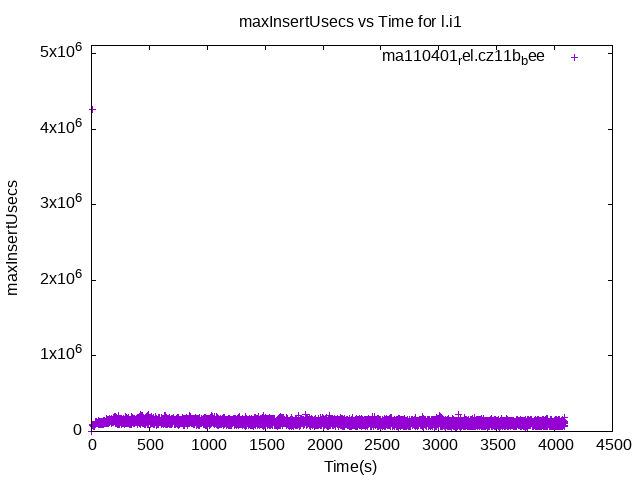 maxInsertUsecs vs Time for l.i1
ma110401_rel.cz11b_bee
5x10^6
4x10^6
3x10^6
2x10^6
1x10^6
0
maxInsertUsecs
0 500 1000 1500 2000 2500 3000 3500 4000 4500
Time(s)